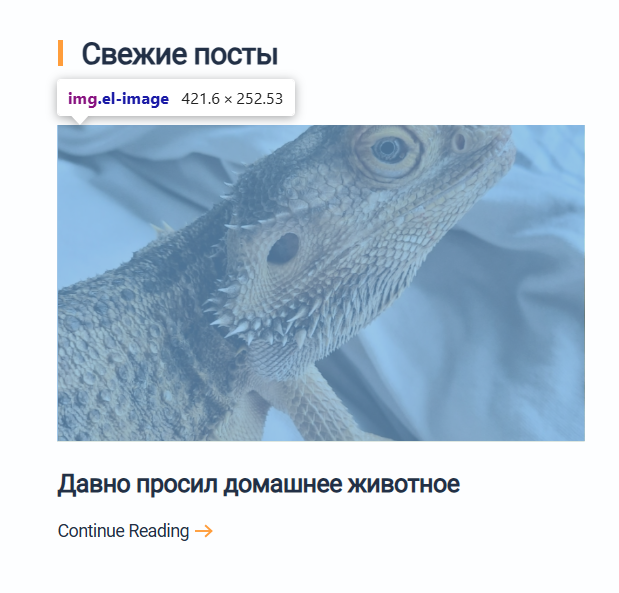 Свежие посты
img.el-image 421.6 × 252.53
Давно просил домашнее животное
Continue Reading →